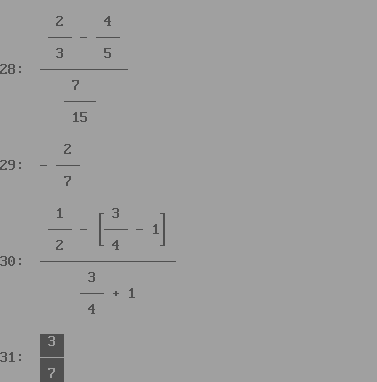 28: (2/3 - 4/5) / (7/15)
29: - 2/7
30: (1/2 - [3/4 - 1]) / (3/4 + 1)
31: 3/7